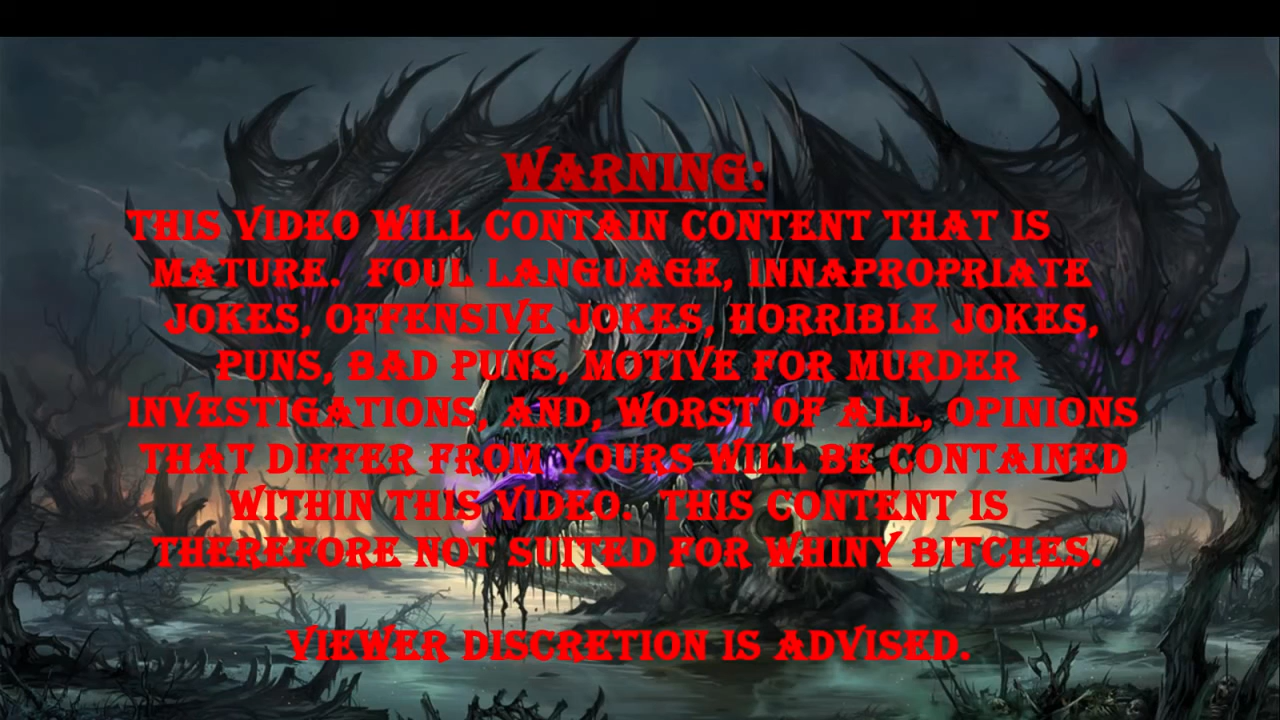 WARNING:
THIS VIDEO WILL CONTAIN CONTENT THAT IS
MATURE. FOUL LANGUAGE, INNAPROPRIATE
JOKES, OFFENSIVE JOKES, HORRIBLE JOKES,
PUNS, BAD PUNS, MOTIVE FOR MURDER
INVESTIGATIONS, AND, WORST OF ALL, OPINIONS
THAT DIFFER FROM YOURS WILL BE CONTAINED
WITHIN THIS VIDEO. THIS CONTENT IS
THEREFORE NOT SUITED FOR WHINY BITCHES.
VIEWER DISCRETION IS ADVISED.